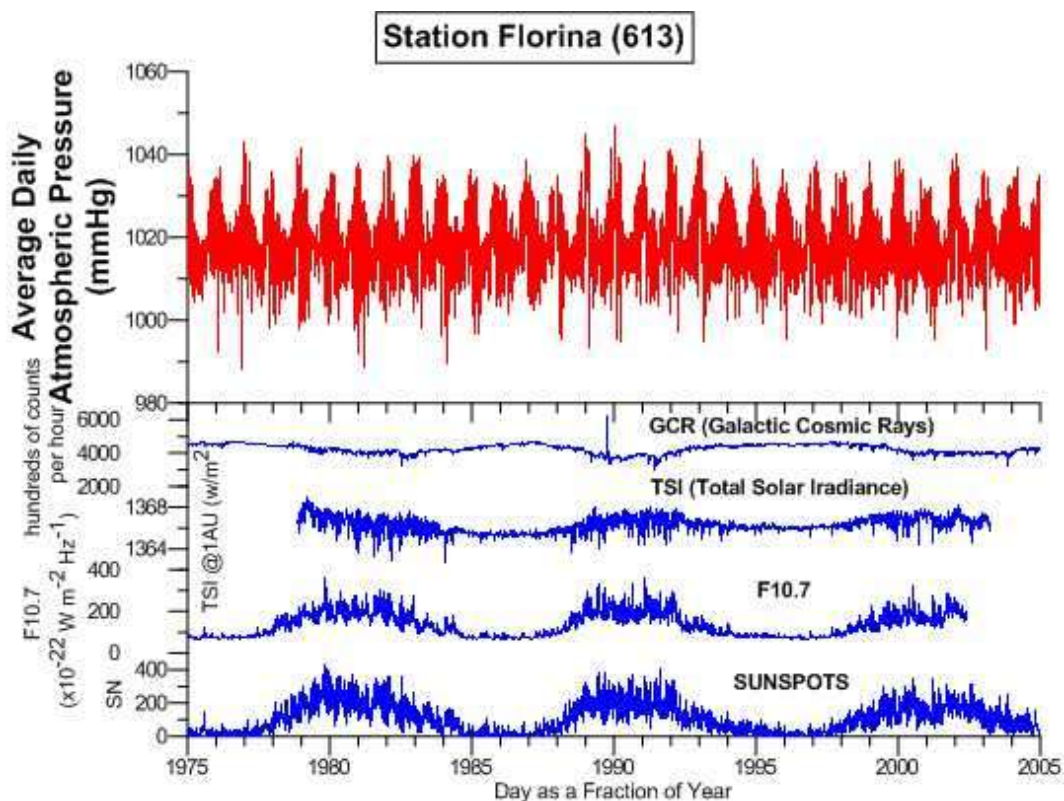 Station Florina (613)
Average Daily
Atmospheric Pressure
(mmHg)
1060
1040
1020
1000
980
hundreds of counts
per hour
6000
4000
2000
GCR (Galactic Cosmic Rays)
TSI @1AU (w/m2
1368
1364
TSI (Total Solar Irradiance)
F10.7
(x10-22 W m-2 Hz-1)
400
200
0
F10.7
SN
400
200
0
SUNSPOTS
1975 1980 1985 1990 1995 2000 2005
Day as a Fraction of Year